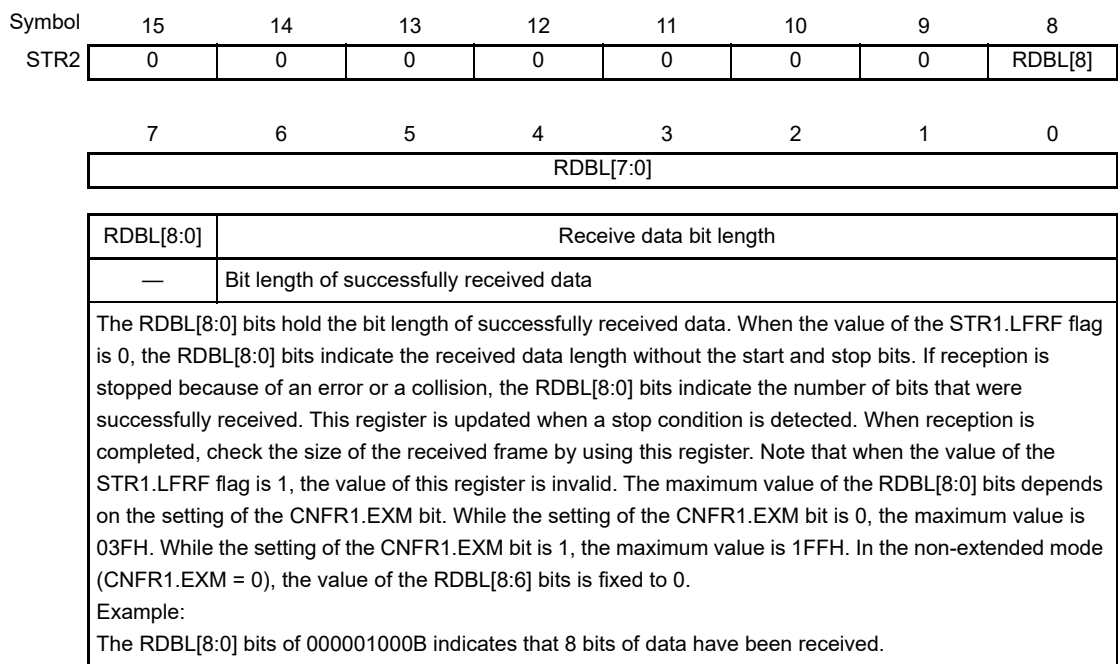 Symbol 15 14 13 12 11 10 9 8
STR2 0 0 0 0 0 0 0 RDBL[8]
7 6 5 4 3 2 1 0
RDBL[7:0]
RDBL[8:0] Receive data bit length
— Bit length of successfully received data
The RDBL[8:0] bits hold the bit length of successfully received data. When the value of the STR1.LFRF flag
is 0, the RDBL[8:0] bits indicate the received data length without the start and stop bits. If reception is
stopped because of an error or a collision, the RDBL[8:0] bits indicate the number of bits that were
successfully received. This register is updated when a stop condition is detected. When reception is
completed, check the size of the received frame by using this register. Note that when the value of the
STR1.LFRF flag is 1, the value of this register is invalid. The maximum value of the RDBL[8:0] bits depends
on the setting of the CNFR1.EXM bit. While the setting of the CNFR1.EXM bit is 0, the maximum value is
03FH. While the setting of the CNFR1.EXM bit is 1, the maximum value is 1FFH. In the non-extended mode
(CNFR1.EXM = 0), the value of the RDBL[8:6] bits is fixed to 0.
Example:
The RDBL[8:0] bits of 000001000B indicates that 8 bits of data have been received.